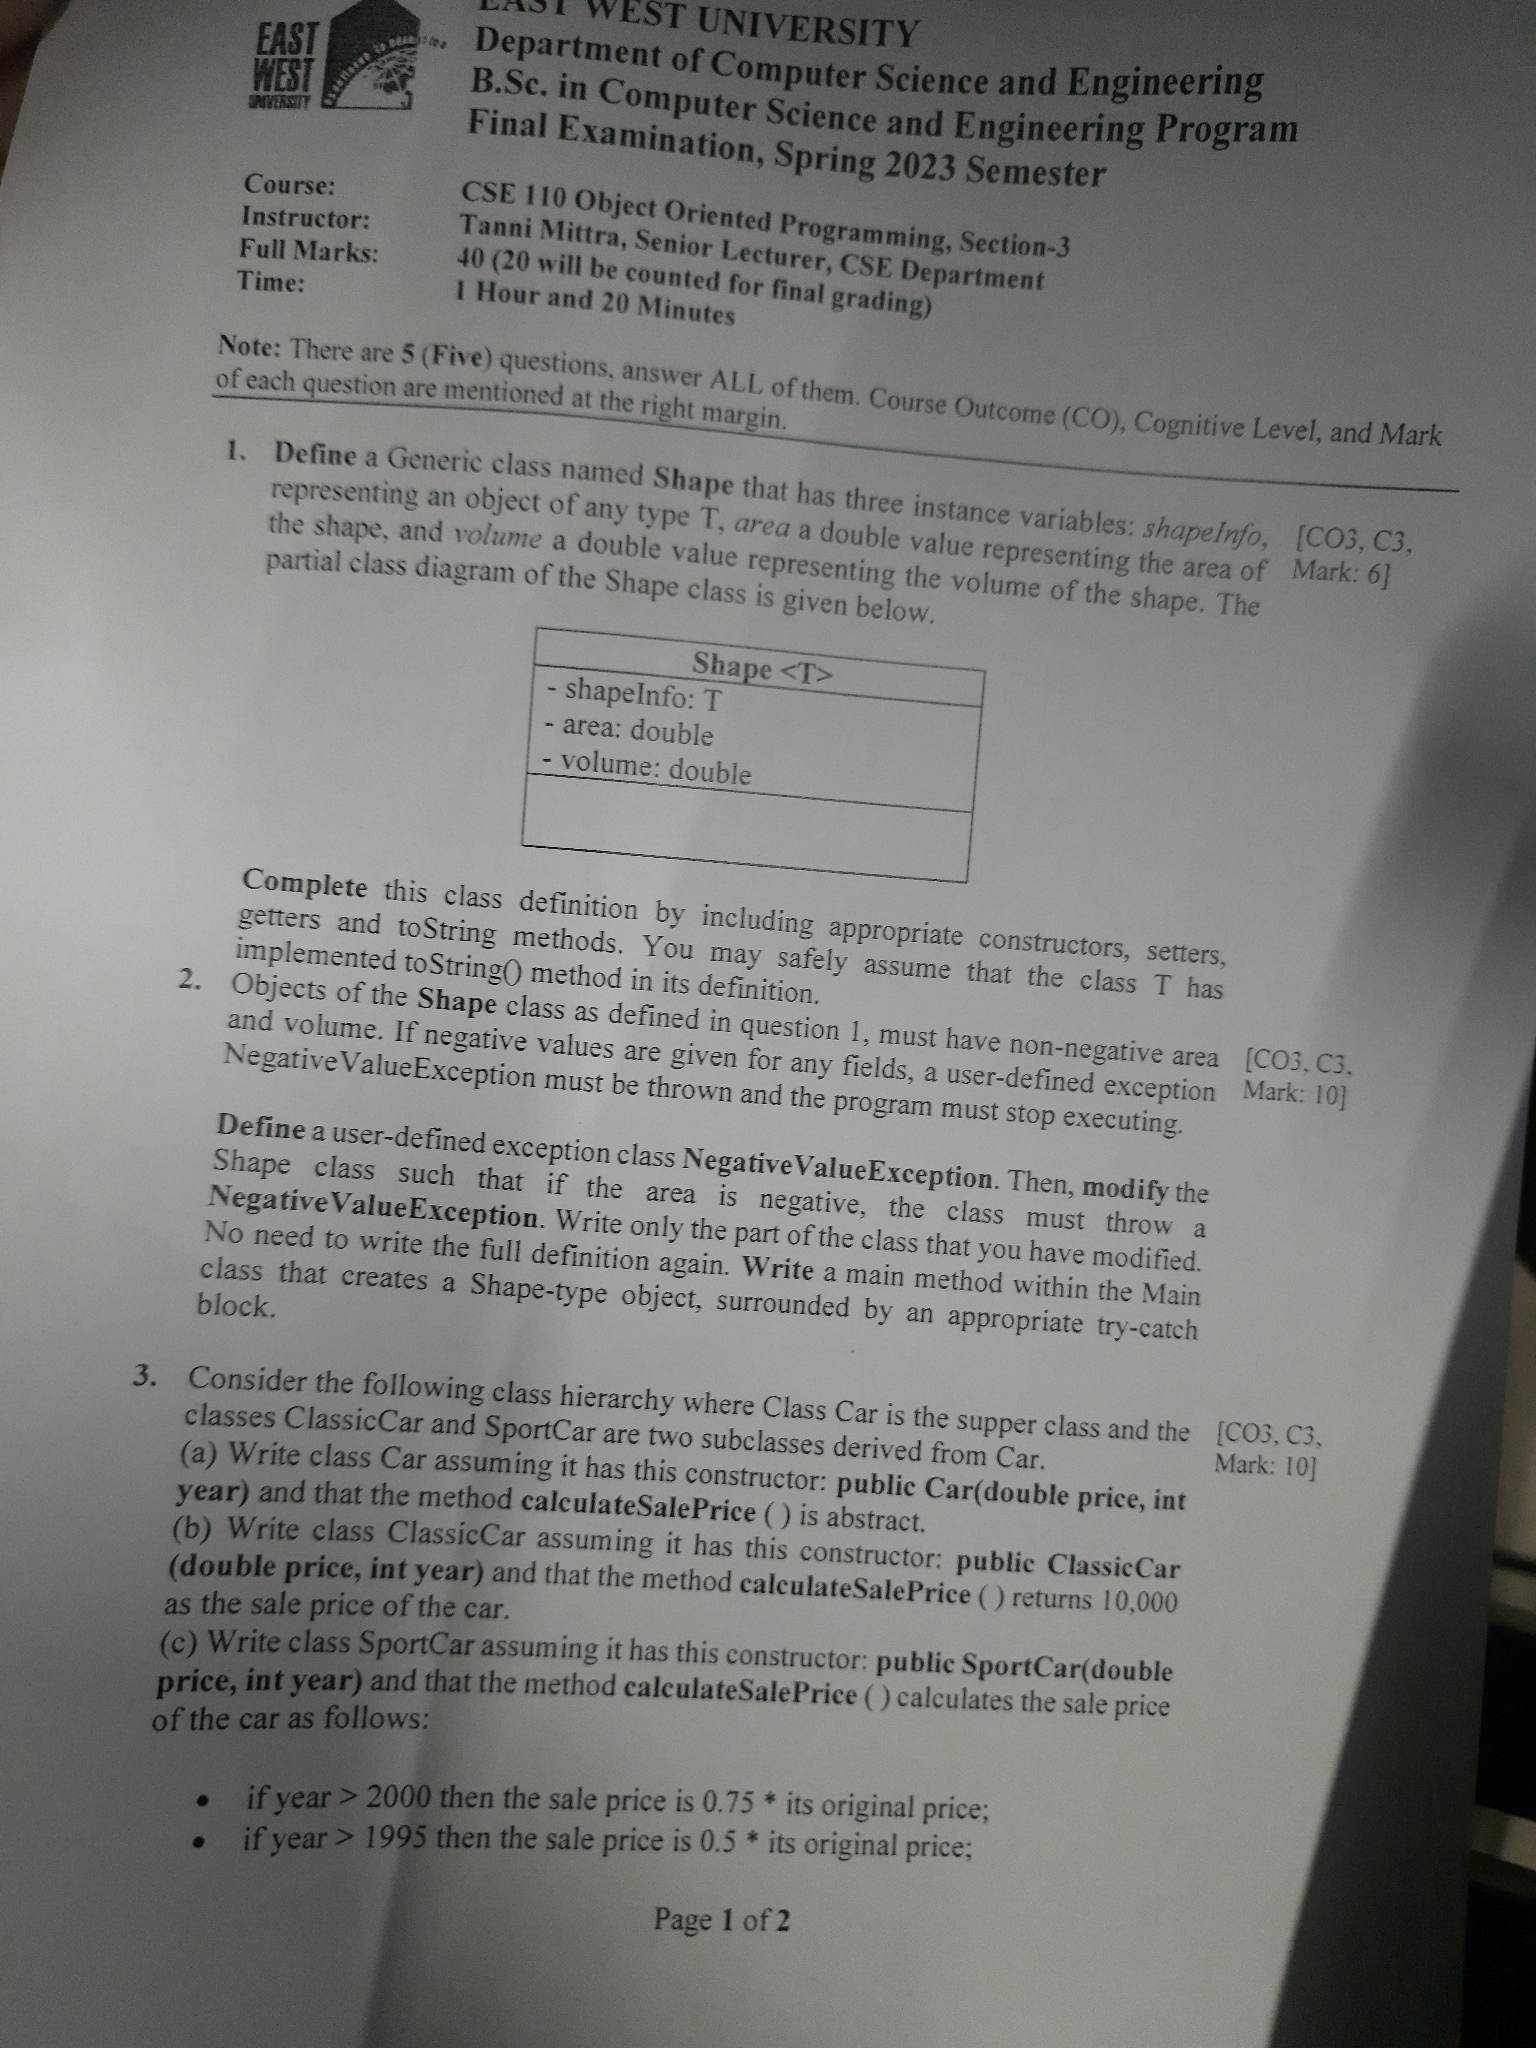 EAST WEST UNIVERSITY
EAST
WEST
UNIVERSITY
Department of Computer Science and Engineering
B.Sc. in Computer Science and Engineering Program
Final Examination, Spring 2023 Semester
Course: CSE 110 Object Oriented Programming, Section-3
Instructor: Tanni Mittra, Senior Lecturer, CSE Department
Full Marks: 40 (20 will be counted for final grading)
Time: 1 Hour and 20 Minutes
Note: There are 5 (Five) questions, answer ALL of them. Course Outcome (CO), Cognitive Level, and Mark
of each question are mentioned at the right margin.
1. Define a Generic class named Shape that has three instance variables: shapeInfo, [CO3, C3,
representing an object of any type T, area a double value representing the area of Mark: 6]
the shape, and volume a double value representing the volume of the shape. The
partial class diagram of the Shape class is given below.
Shape <T>
- shapeInfo: T
- area: double
- volume: double
Complete this class definition by including appropriate constructors, setters,
getters and toString methods. You may safely assume that the class T has
implemented toString() method in its definition.
2. Objects of the Shape class as defined in question 1, must have non-negative area [CO3, C3,
and volume. If negative values are given for any fields, a user-defined exception Mark: 10]
NegativeValueException must be thrown and the program must stop executing.
Define a user-defined exception class NegativeValueException. Then, modify the
Shape class such that if the area is negative, the class must throw a
NegativeValueException. Write only the part of the class that you have modified.
No need to write the full definition again. Write a main method within the Main
class that creates a Shape-type object, surrounded by an appropriate try-catch
block.
3. Consider the following class hierarchy where Class Car is the supper class and the [CO3, C3,
classes ClassicCar and SportCar are two subclasses derived from Car. Mark: 10]
(a) Write class Car assuming it has this constructor: public Car(double price, int
year) and that the method calculateSalePrice ( ) is abstract.
(b) Write class ClassicCar assuming it has this constructor: public ClassicCar
(double price, int year) and that the method calculateSalePrice ( ) returns 10,000
as the sale price of the car.
(c) Write class SportCar assuming it has this constructor: public SportCar(double
price, int year) and that the method calculateSalePrice ( ) calculates the sale price
of the car as follows:
• if year > 2000 then the sale price is 0.75 * its original price;
• if year > 1995 then the sale price is 0.5 * its original price;
Page 1 of 2